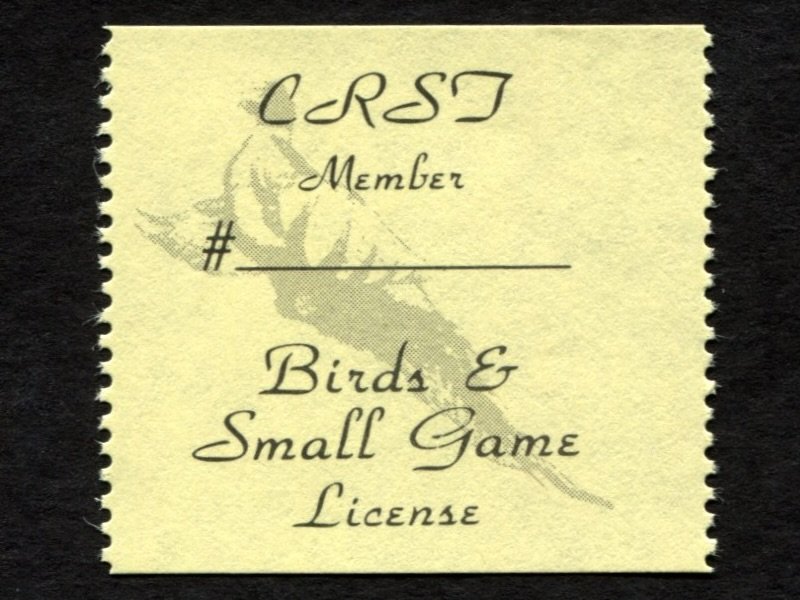 CRST
Member
#
Birds &
Small Game
License